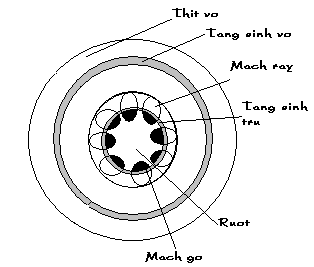 Thit vo
Tang sinh vo
Mach ray
Tang sinh
tru
Ruot
Mach go